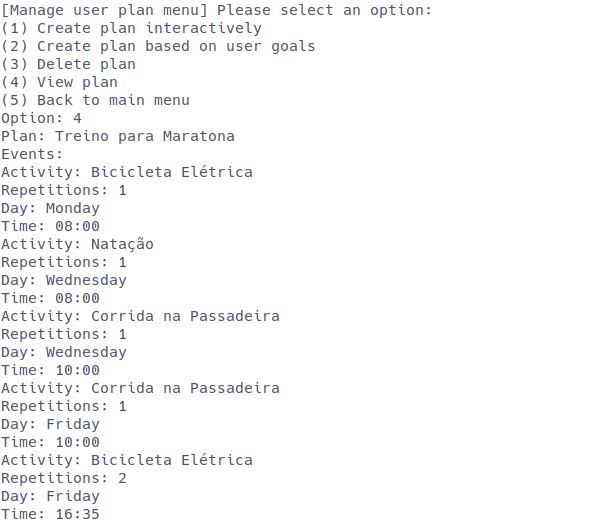 [Manage user plan menu] Please select an option:
(1) Create plan interactively
(2) Create plan based on user goals
(3) Delete plan
(4) View plan
(5) Back to main menu
Option: 4
Plan: Treino para Maratona
Events:
Activity: Bicicleta Elétrica
Repetitions: 1
Day: Monday
Time: 08:00
Activity: Natação
Repetitions: 1
Day: Wednesday
Time: 08:00
Activity: Corrida na Passadeira
Repetitions: 1
Day: Wednesday
Time: 10:00
Activity: Corrida na Passadeira
Repetitions: 1
Day: Friday
Time: 10:00
Activity: Bicicleta Elétrica
Repetitions: 2
Day: Friday
Time: 16:35